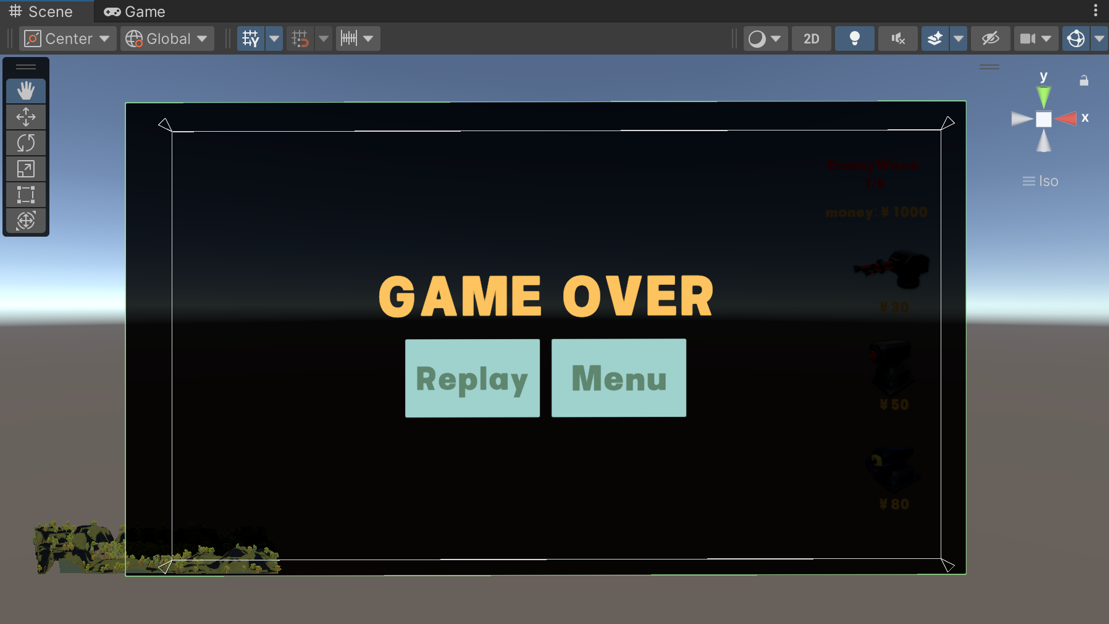 Scene
Game
Center
Global
2D
y
x
Iso
money: ¥ 1000
¥ 30
GAME OVER
Replay
Menu
¥ 50
¥ 80